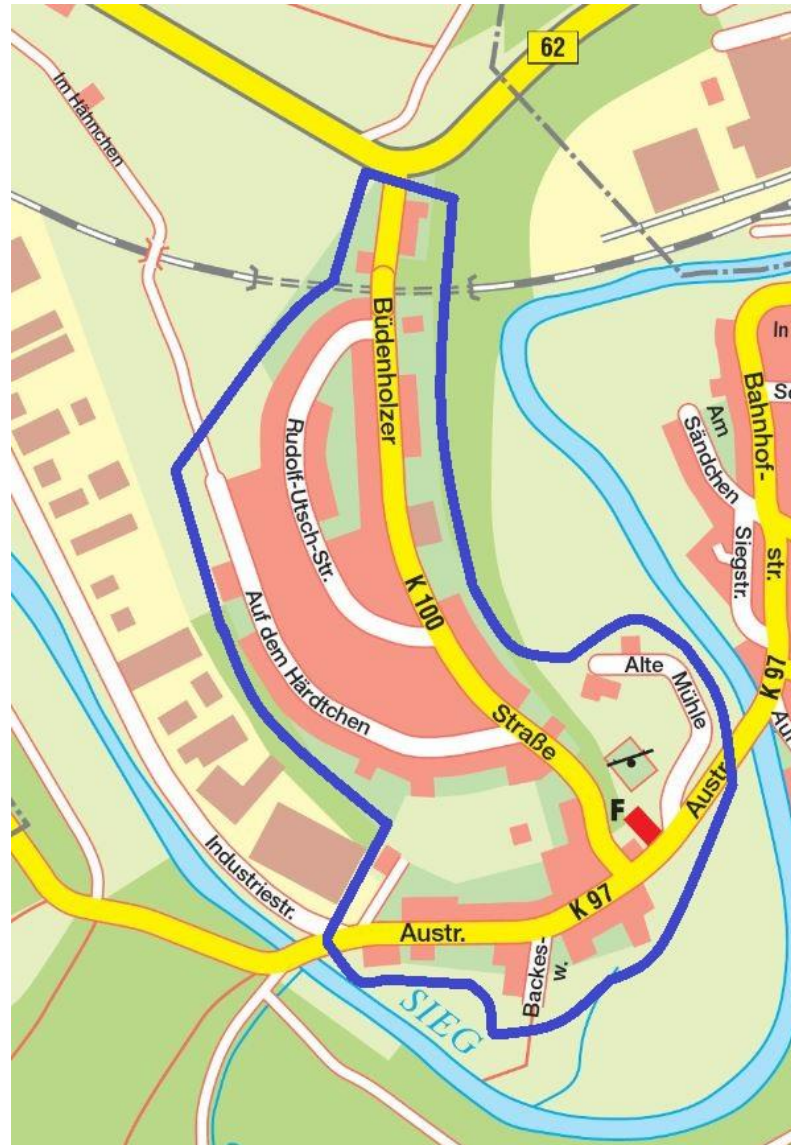 62
Im Hähnchen
Büdenholzer
In
Bahnhof-
Am
Sändchen
Rudolf-Utsch-Str.
Siegstr.
str.
K 100
Auf dem Härdtchen
Alte
Mühle
K 97
Straße
F
Austr.
Industriestr.
K 97
Austr.
Backes-
w.
SIEG